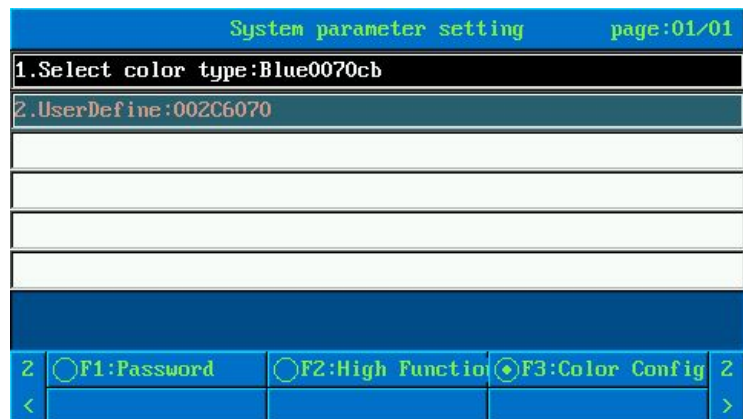 System parameter setting page:01/01
1.Select color type:Blue0070cb
2.UserDefine:002C6070
2 F1:Password F2:High Functio F3:Color Config 2
< >